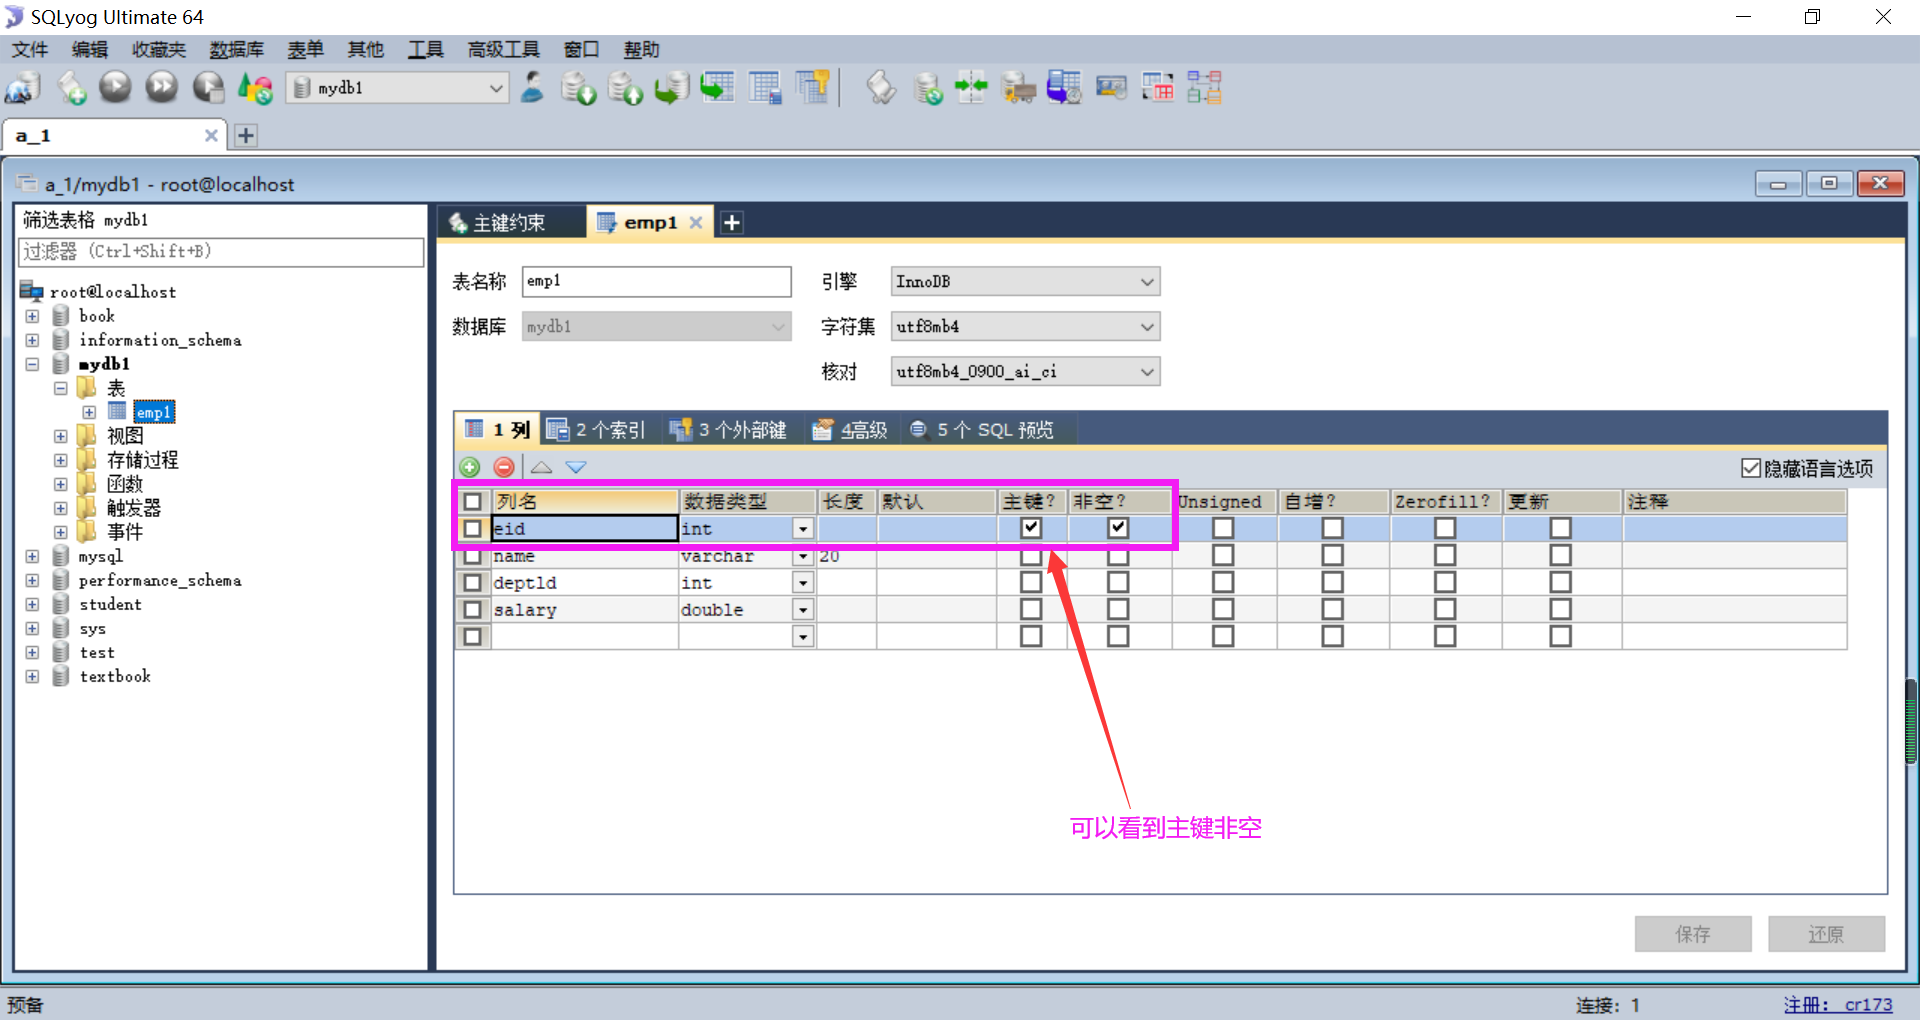 SQLyog Ultimate 64
文件 编辑 收藏夹 数据库 表单 其他 工具 高级工具 窗口 帮助
mydb1
a_1
a_1/mydb1 - root@localhost
筛选表格 mydb1
过滤器 (Ctrl+Shift+B)
root@localhost
book
information_schema
mydb1
表
emp1
视图
存储过程
函数
触发器
事件
mysql
performance_schema
student
sys
test
textbook
主键约束 emp1
表名称 emp1 引擎 InnoDB
数据库 mydb1 字符集 utf8mb4
核对 utf8mb4_0900_ai_ci
1 列 2 个索引 3 个外部键 4高级 5 个 SQL 预览
隐藏语言选项
列名 数据类型 长度 默认 主键? 非空? Unsigned 自增? Zerofill? 更新 注释
eid int
name varchar 20
deptld int
salary double
可以看到主键非空
保存 还原
预备 连接: 1 注册: cr173